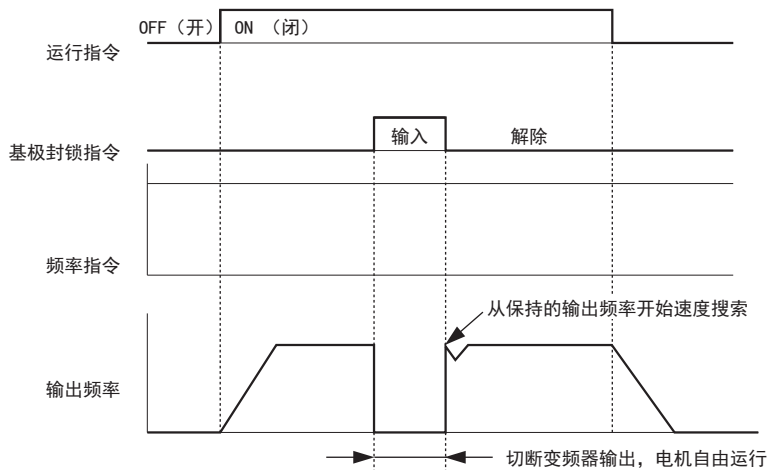 OFF（开） ON （闭）
运行指令
输入 解除
基极封锁指令
频率指令
从保持的输出频率开始速度搜索
输出频率
切断变频器输出，电机自由运行